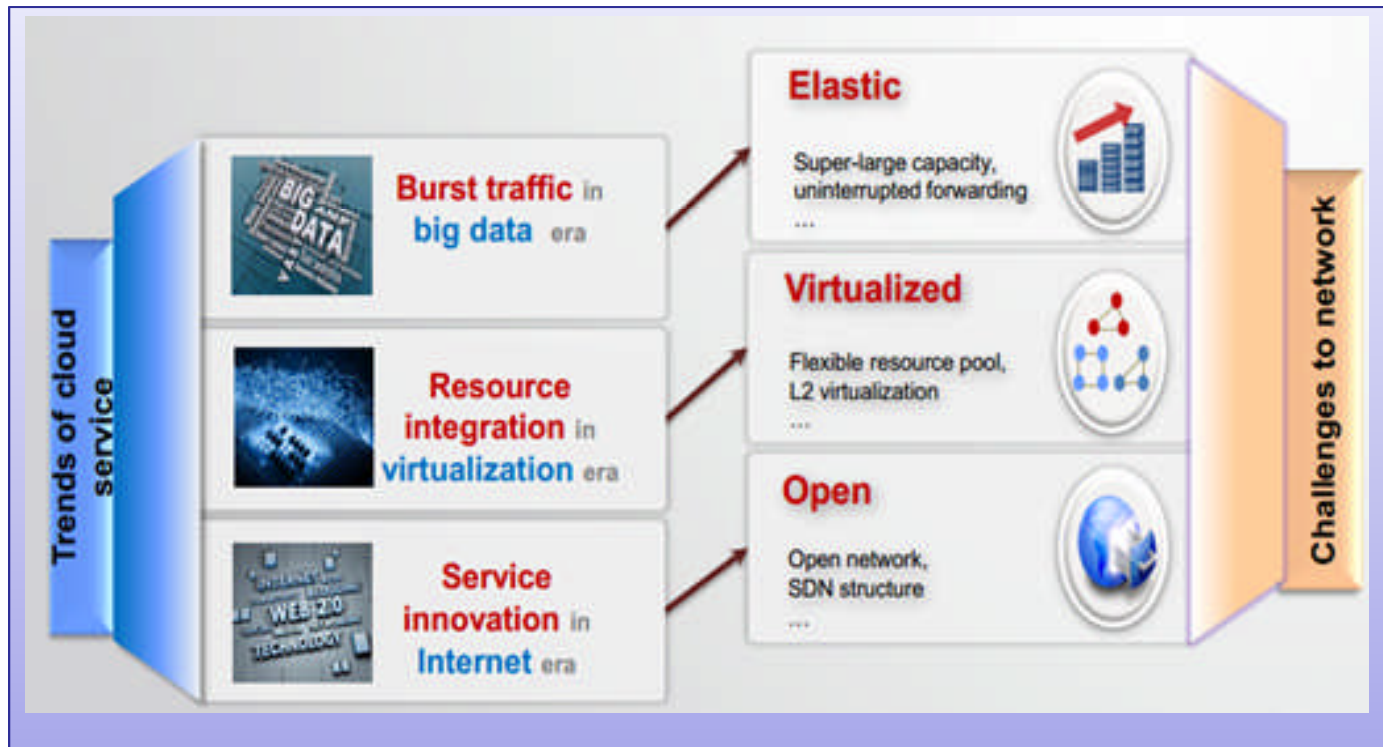 Trends of cloud
service
BIG
DATA
Burst traffic in
big data era
Resource
integration in
virtualization era
INTERNET
WEB 2.0
TECHNOLOGY
Service
innovation in
Internet era
Elastic
Super-large capacity,
uninterrupted forwarding
...
Virtualized
Flexible resource pool,
L2 virtualization
...
Open
Open network,
SDN structure
...
Challenges to network